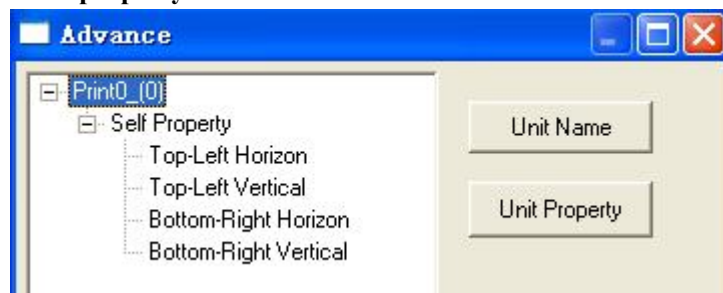 Advance
Print0_(0)
Self Property
Top-Left Horizon
Top-Left Vertical
Bottom-Right Horizon
Bottom-Right Vertical
Unit Name
Unit Property